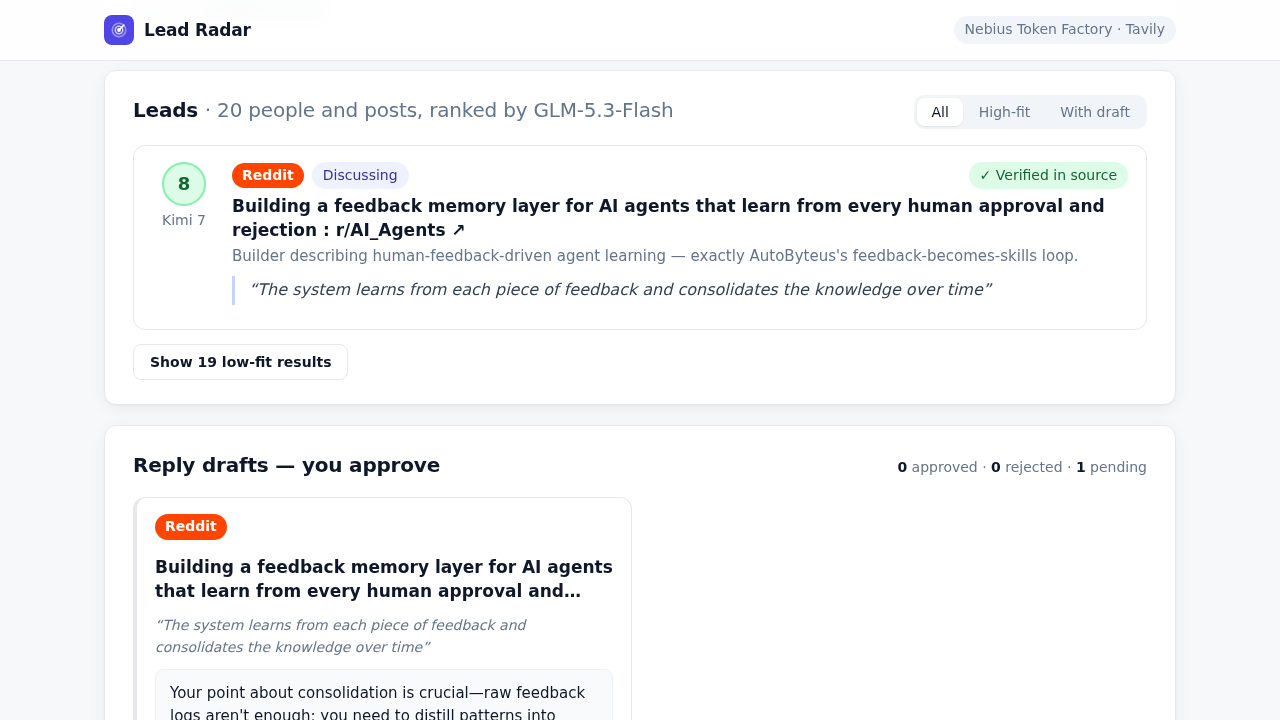 Lead Radar
Nebius Token Factory · Tavily
Leads · 20 people and posts, ranked by GLM-5.3-Flash
All
High-fit
With draft
8
Kimi 7
Reddit
Discussing
✓ Verified in source
Building a feedback memory layer for AI agents that learn from every human approval and
rejection : r/AI_Agents ↗
Builder describing human-feedback-driven agent learning — exactly AutoByteus's feedback-becomes-skills loop.
“The system learns from each piece of feedback and consolidates the knowledge over time”
Show 19 low-fit results
Reply drafts — you approve
0 approved · 0 rejected · 1 pending
Reddit
Building a feedback memory layer for AI agents
that learn from every human approval and…
“The system learns from each piece of feedback and
consolidates the knowledge over time”
Your point about consolidation is crucial—raw feedback
logs aren't enough; you need to distill patterns into